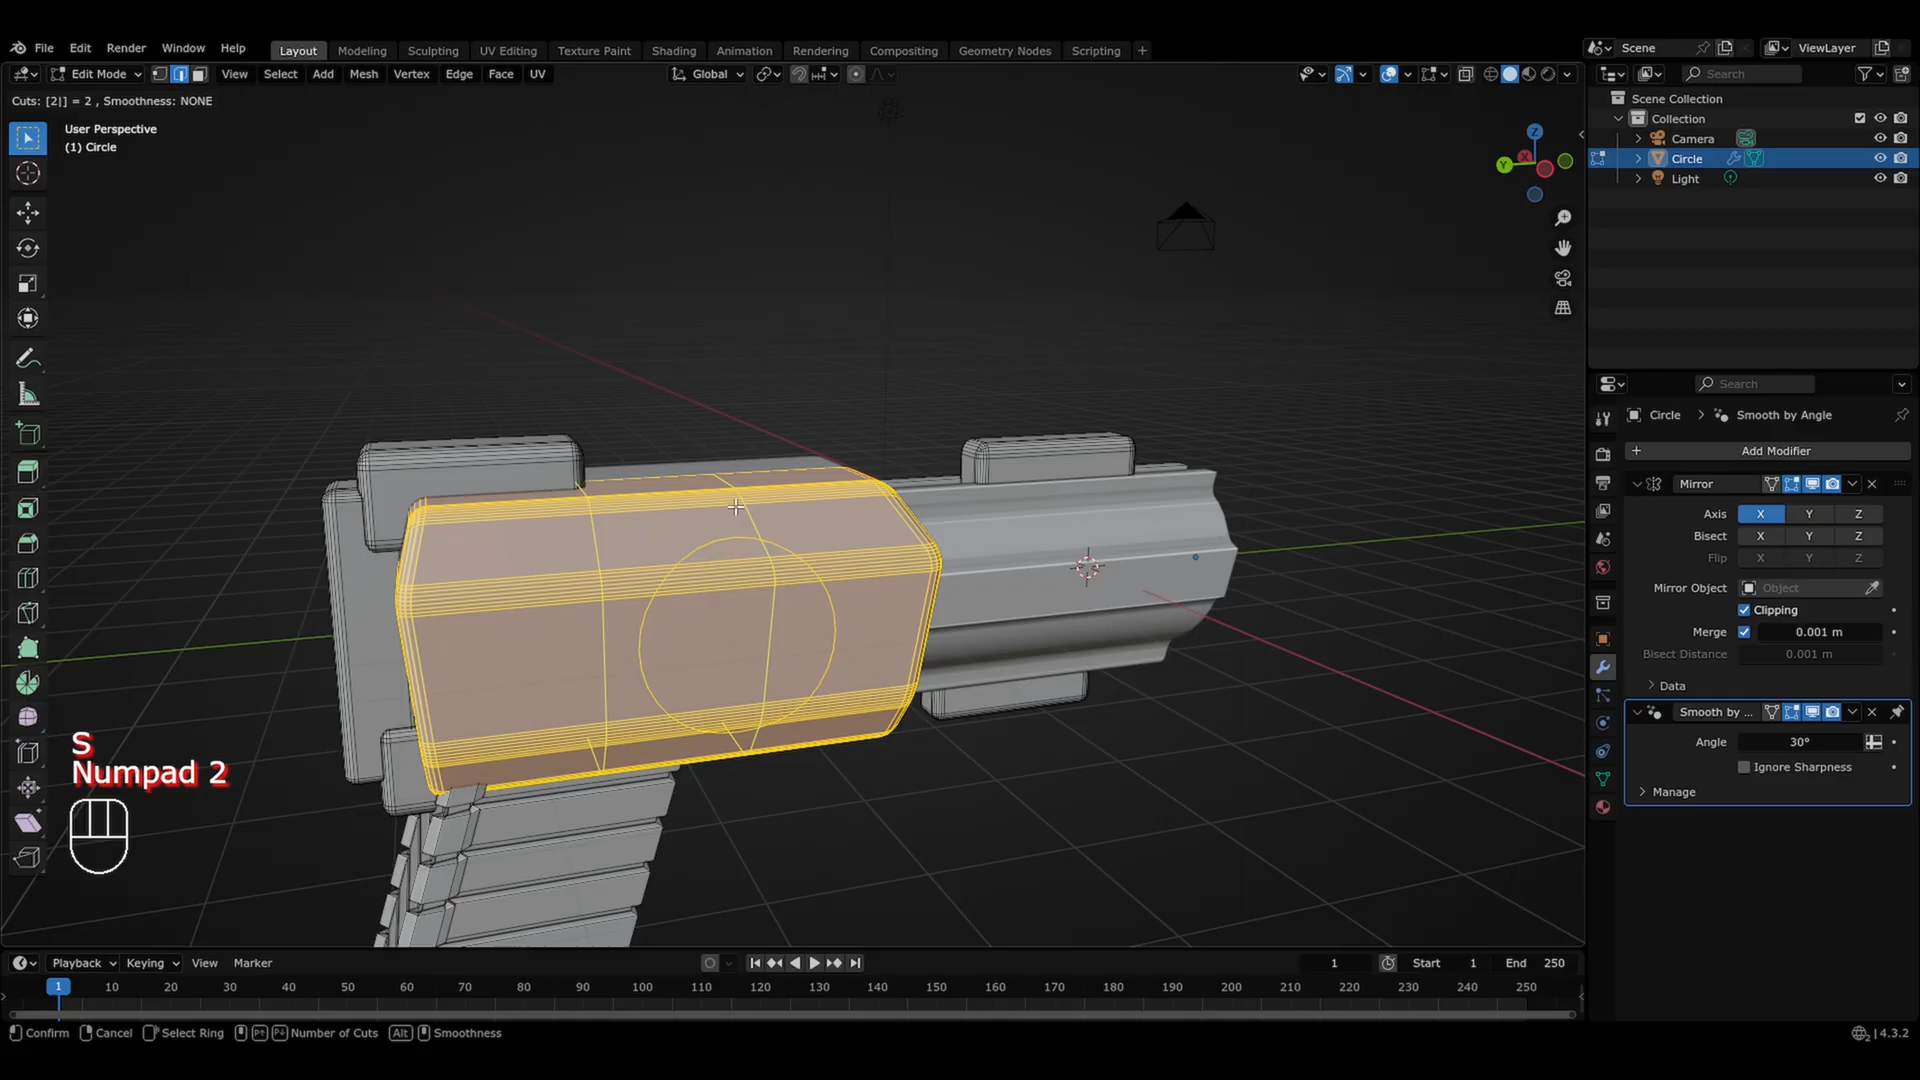 File Edit Render Window Help Layout Modeling Sculpting UV Editing Texture Paint Shading Animation Rendering Compositing Geometry Nodes Scripting + Scene ViewLayer
Edit Mode View Select Add Mesh Vertex Edge Face UV Global Search
Cuts: [2|] = 2 , Smoothness: NONE
User Perspective
(1) Circle
Z
Y
X
Scene Collection
Collection
Camera
Circle
Light
Search
Circle Smooth by Angle
+ Add Modifier
Mirror
Axis X Y Z
Bisect X Y Z
Flip X Y Z
Mirror Object Object
Clipping
Merge 0.001 m
Bisect Distance 0.001 m
Data
Smooth by ...
Angle 30°
Ignore Sharpness
Manage
S
Numpad 2
Playback Keying View Marker 1 Start 1 End 250
1 10 20 30 40 50 60 70 80 90 100 110 120 130 140 150 160 170 180 190 200 210 220 230 240 250
Confirm Cancel Select Ring Number of Cuts Alt Smoothness 4.3.2